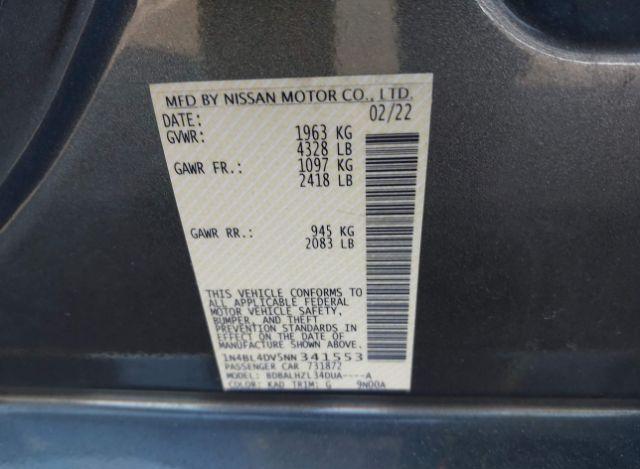 MFD BY NISSAN MOTOR CO., LTD.
DATE: 02/22
GVWR: 1963 KG
4328 LB
GAWR FR.: 1097 KG
2418 LB
GAWR RR.: 945 KG
2083 LB
THIS VEHICLE CONFORMS TO
ALL APPLICABLE FEDERAL
MOTOR VEHICLE SAFETY,
BUMPER, AND THEFT
PREVENTION STANDARDS IN
EFFECT ON THE DATE OF
MANUFACTURE SHOWN ABOVE.
1N4BL4DV5NN341553
PASSENGER CAR 731872
MODEL: BDBALHZL34DUA----A
COLOR: KAD TRIM: G 9N00A